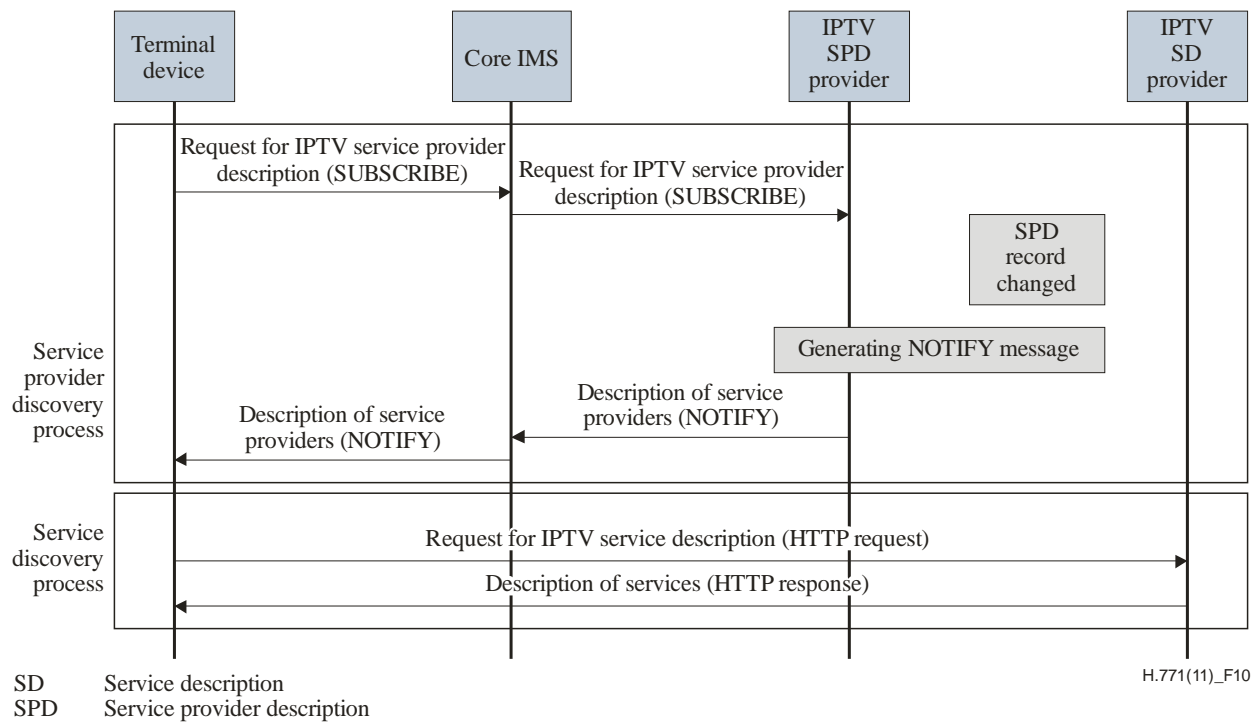 Terminal
device
Core IMS
IPTV
SPD
provider
IPTV
SD
provider
Request for IPTV service provider
description (SUBSCRIBE)
Request for IPTV service provider
description (SUBSCRIBE)
SPD
record
changed
Generating NOTIFY message
Service
provider
discovery
process
Description of service
providers (NOTIFY)
Description of service
providers (NOTIFY)
Service
discovery
process
Request for IPTV service description (HTTP request)
Description of services (HTTP response)
H.771(11)_F10
SD Service description
SPD Service provider description